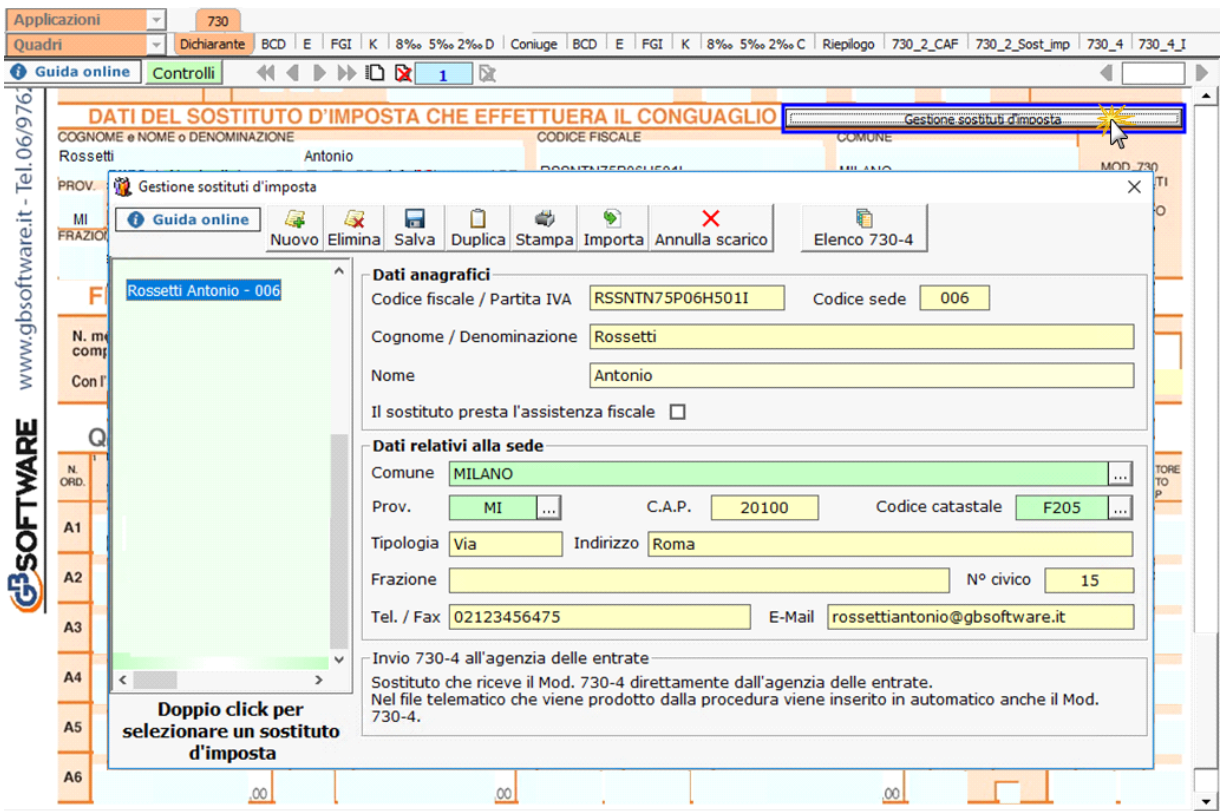 Applicazioni 730
Quadri Dichiarante BCD E FGI K 8‰ 5‰ 2‰ D Coniuge BCD E FGI K 8‰ 5‰ 2‰ C Riepilogo 730_2_CAF 730_2_Sost_imp 730_4 730_4_I
Guida online Controlli 1
www.gbsoftware.it - Tel. 06/9762
GBSOFTWARE
DATI DEL SOSTITUTO D'IMPOSTA CHE EFFETTUERA IL CONGUAGLIO Gestione sostituti d'imposta
COGNOME e NOME o DENOMINAZIONE CODICE FISCALE COMUNE
Rossetti Antonio MILANO MOD. 730
PROV.
MI
Gestione sostituti d'imposta
Guida online Nuovo Elimina Salva Duplica Stampa Importa Annulla scarico Elenco 730-4
Rossetti Antonio - 006
Dati anagrafici
Codice fiscale / Partita IVA RSSNTN75P06H501I Codice sede 006
Cognome / Denominazione Rossetti
Nome Antonio
Il sostituto presta l'assistenza fiscale
Dati relativi alla sede
Comune MILANO ...
Prov. MI ... C.A.P. 20100 Codice catastale F205 ...
Tipologia Via Indirizzo Roma
Frazione Nº civico 15
Tel. / Fax 02123456475 E-Mail rossettiantonio@gbsoftware.it
Invio 730-4 all'agenzia delle entrate
Sostituto che riceve il Mod. 730-4 direttamente dall'agenzia delle entrate.
Nel file telematico che viene prodotto dalla procedura viene inserito in automatico anche il Mod.
730-4.
Doppio click per
selezionare un sostituto
d'imposta
N.
ORD.
A1
A2
A3
A4
A5
A6
,00 ,00 ,00